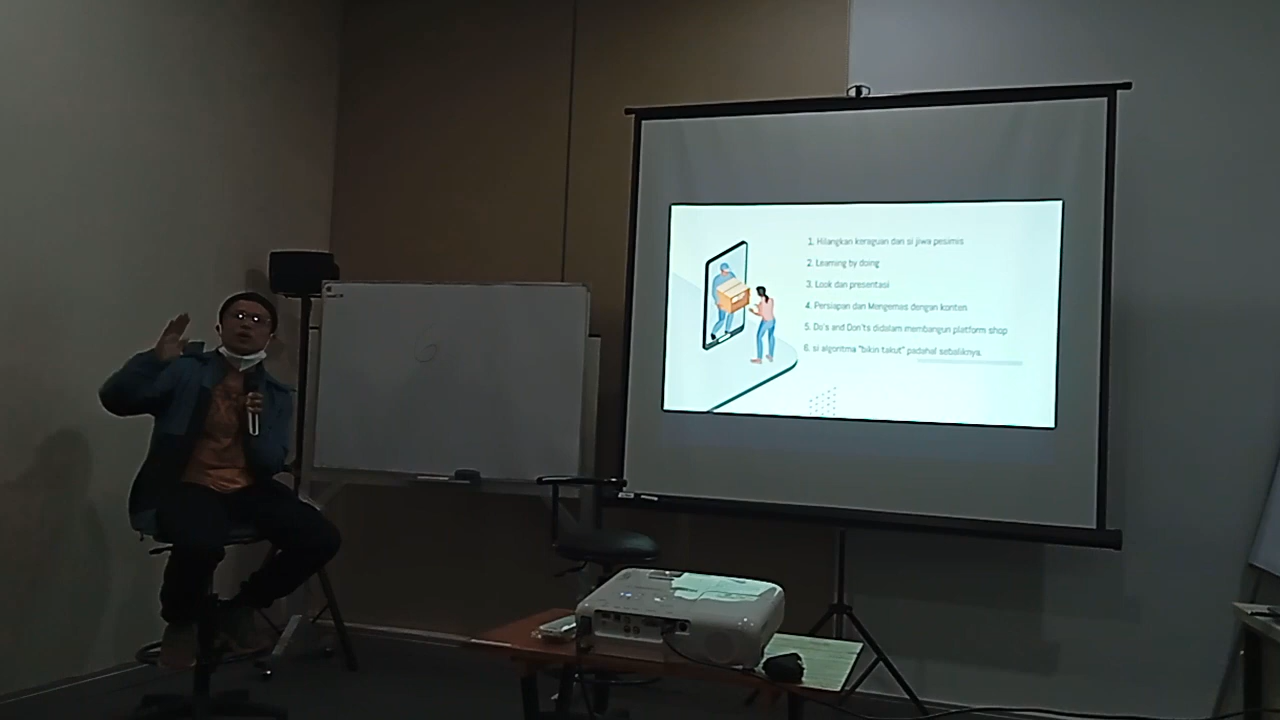 1. Hilangkan keraguan dan si jiwa pesimis
2. Learning by doing
3. Look dan presentasi
4. Persiapan dan Mengemas dengan konten
5. Do's and Don'ts didalam membangun platform shop
6. si algoritma "bikin takut" padahal sebaliknya.